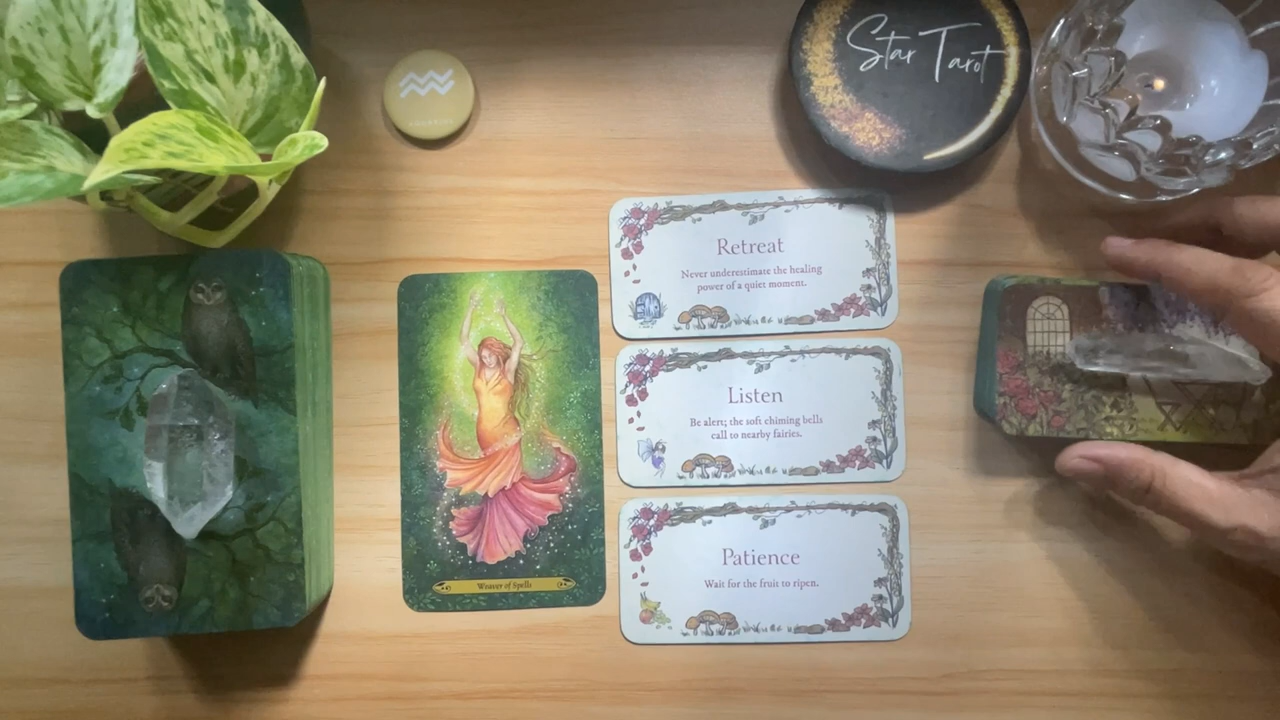 Star Tarot
Retreat
Never underestimate the healing
power of a quiet moment.
Listen
Be alert; the soft chiming bells
call to nearby fairies.
Patience
Wait for the fruit to ripen.
Weaver of Spells